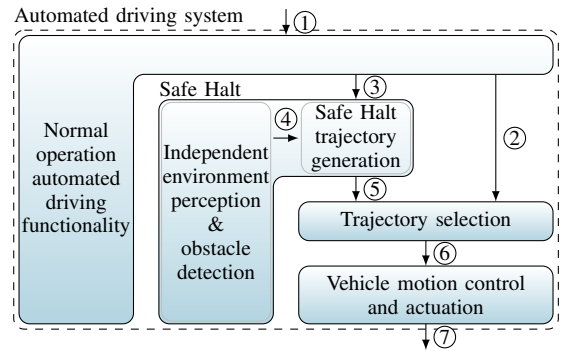 Automated driving system
①
Safe Halt
③
Normal
operation
automated
driving
functionality
Independent
environment
perception
&
obstacle
detection
④
Safe Halt
trajectory
generation
②
⑤
Trajectory selection
⑥
Vehicle motion control
and actuation
⑦